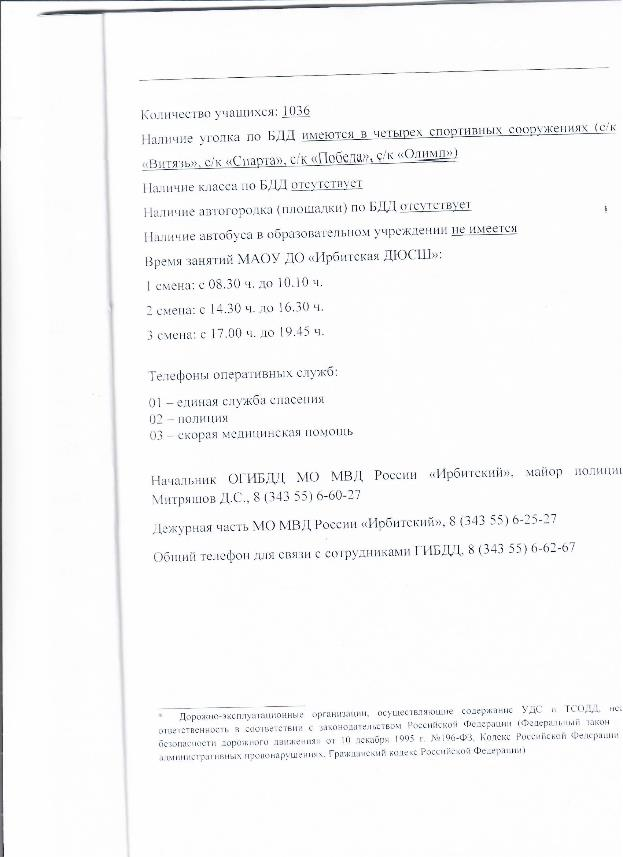 Количество учащихся: 1036
Наличие уголка по БДД имеются в четырех спортивных сооружениях (с/к
«Витязь», с/к «Спарта», с/к «Победа», с/к «Олимп»)
Наличие класса по БДД отсутствует
Наличие автогородка (площадки) по БДД отсутствует
Наличие автобуса в образовательном учреждении не имеется
Время занятий МАОУ ДО «Ирбитская ДЮСШ»:
1 смена: с 08.30 ч. до 10.10 ч.
2 смена: с 14.30 ч. до 16.30 ч.
3 смена: с 17.00 ч. до 19.45 ч.
Телефоны оперативных служб:
01 – единая служба спасения
02 – полиция
03 – скорая медицинская помощь
Начальник ОГИБДД МО МВД России «Ирбитский», майор полици
Митряшов Д.С., 8 (343 55) 6-60-27
Дежурная часть МО МВД России «Ирбитский», 8 (343 55) 6-25-27
Общий телефон для связи с сотрудниками ГИБДД, 8 (343 55) 6-62-67
* Дорожно-эксплуатационные организации, осуществляющие содержание УДС и ТСОДД, нес
ответственность в соответствии с законодательством Российской Федерации (Федеральный закон
безопасности дорожного движения» от 10 декабря 1995 г. №196-ФЗ, Кодекс Российской Федерации
административных правонарушениях, Гражданский кодекс Российской Федерации)